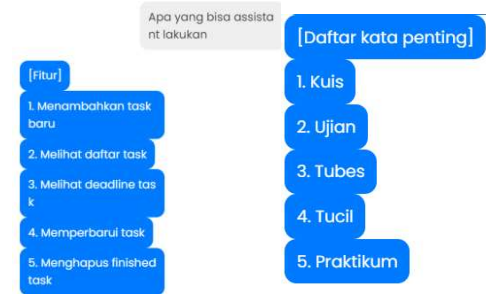 Apa yang bisa assista
nt lakukan
[Fitur]
1. Menambahkan task
baru
2. Melihat daftar task
3. Melihat deadline tas
k
4. Memperbarui task
5. Menghapus finished
task
[Daftar kata penting]
1. Kuis
2. Ujian
3. Tubes
4. Tucil
5. Praktikum